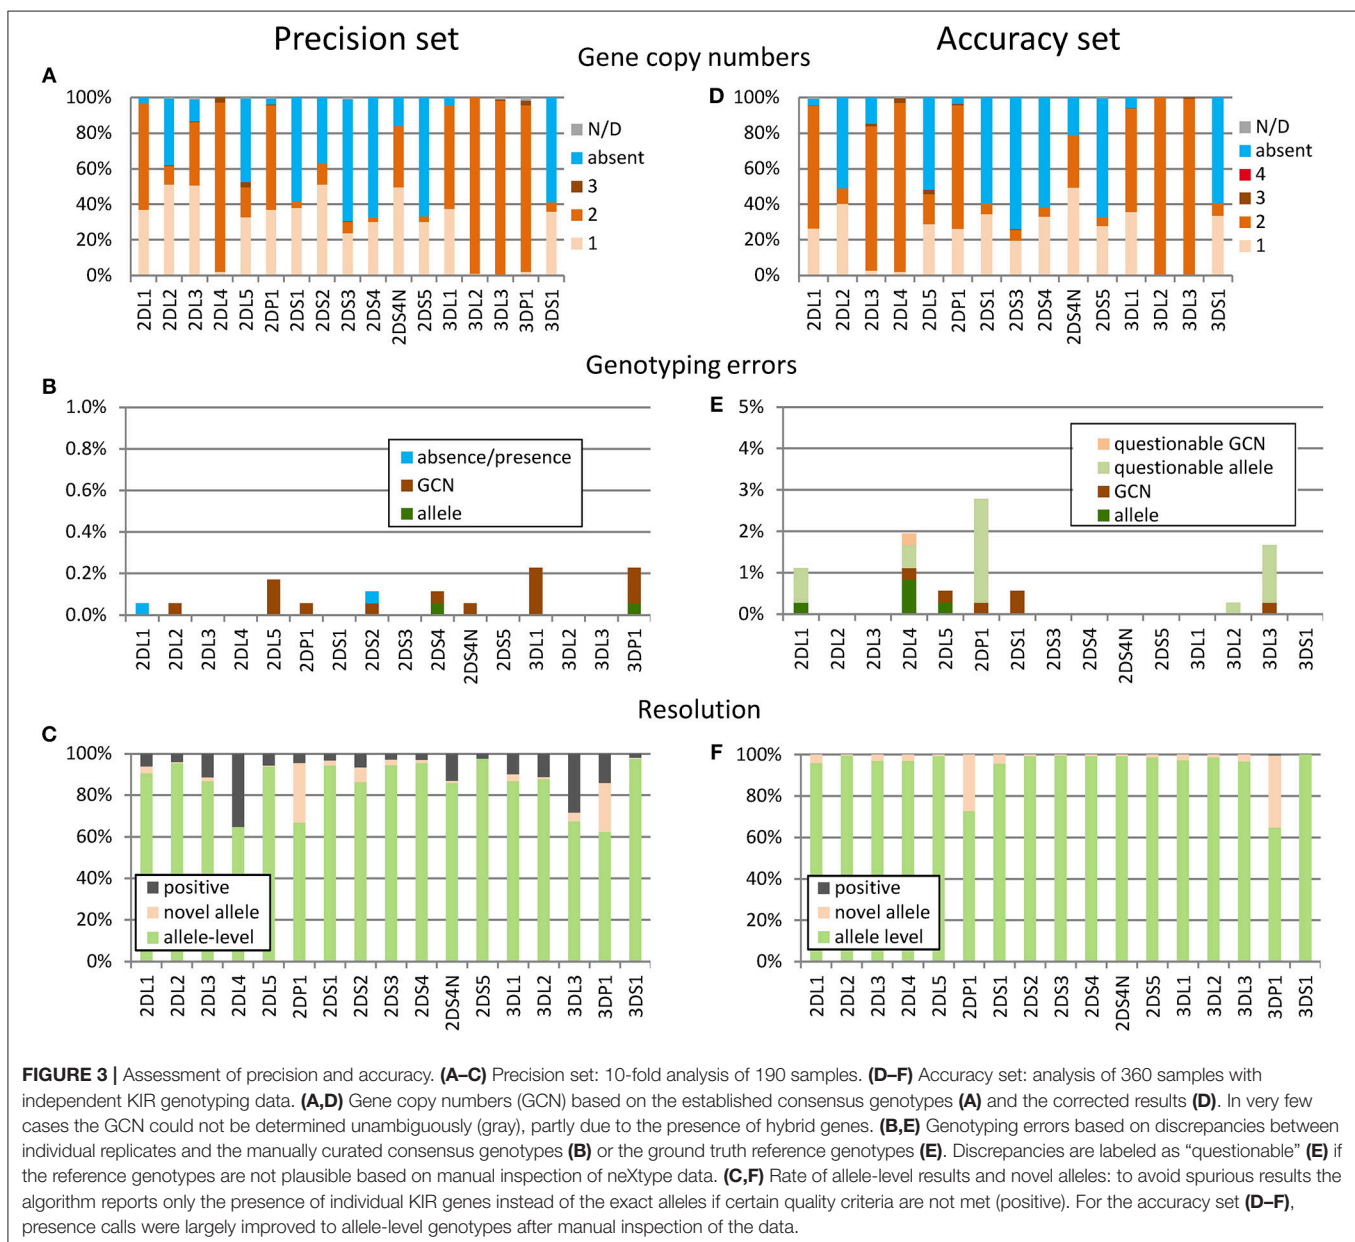 Precision set
Accuracy set
Gene copy numbers
A
100%
80%
60%
40%
20%
0%
N/D
absent
3
2
1
2DL1
2DL2
2DL3
2DL4
2DL5
2DP1
2DS1
2DS2
2DS3
2DS4
2DS4N
2DS5
3DL1
3DL2
3DL3
3DP1
3DS1
D
100%
80%
60%
40%
20%
0%
N/D
absent
4
3
2
1
2DL1
2DL2
2DL3
2DL4
2DL5
2DP1
2DS1
2DS3
2DS4
2DS4N
2DS5
3DL1
3DL2
3DL3
3DS1
Genotyping errors
B
1.0%
0.8%
0.6%
0.4%
0.2%
0.0%
absence/presence
GCN
allele
2DL1
2DL2
2DL3
2DL4
2DL5
2DP1
2DS1
2DS2
2DS3
2DS4
2DS4N
2DS5
3DL1
3DL2
3DL3
3DP1
E
5%
4%
3%
2%
1%
0%
questionable GCN
questionable allele
GCN
allele
2DL1
2DL2
2DL3
2DL4
2DL5
2DP1
2DS1
2DS3
2DS4
2DS4N
2DS5
3DL1
3DL2
3DL3
3DS1
Resolution
C
100%
80%
60%
40%
20%
0%
positive
novel allele
allele-level
2DL1
2DL2
2DL3
2DL4
2DL5
2DP1
2DS1
2DS2
2DS3
2DS4
2DS4N
2DS5
3DL1
3DL2
3DL3
3DP1
3DS1
F
100%
80%
60%
40%
20%
0%
positive
novel allele
allele level
2DL1
2DL2
2DL3
2DL4
2DL5
2DP1
2DS1
2DS2
2DS3
2DS4
2DS4N
2DS5
3DL1
3DL2
3DL3
3DP1
3DS1
FIGURE 3 | Assessment of precision and accuracy. (A–C) Precision set: 10-fold analysis of 190 samples. (D–F) Accuracy set: analysis of 360 samples with
independent KIR genotyping data. (A,D) Gene copy numbers (GCN) based on the established consensus genotypes (A) and the corrected results (D). In very few
cases the GCN could not be determined unambiguously (gray), partly due to the presence of hybrid genes. (B,E) Genotyping errors based on discrepancies between
individual replicates and the manually curated consensus genotypes (B) or the ground truth reference genotypes (E). Discrepancies are labeled as “questionable” (E) if
the reference genotypes are not plausible based on manual inspection of neXtype data. (C,F) Rate of allele-level results and novel alleles: to avoid spurious results the
algorithm reports only the presence of individual KIR genes instead of the exact alleles if certain quality criteria are not met (positive). For the accuracy set (D–F),
presence calls were largely improved to allele-level genotypes after manual inspection of the data.